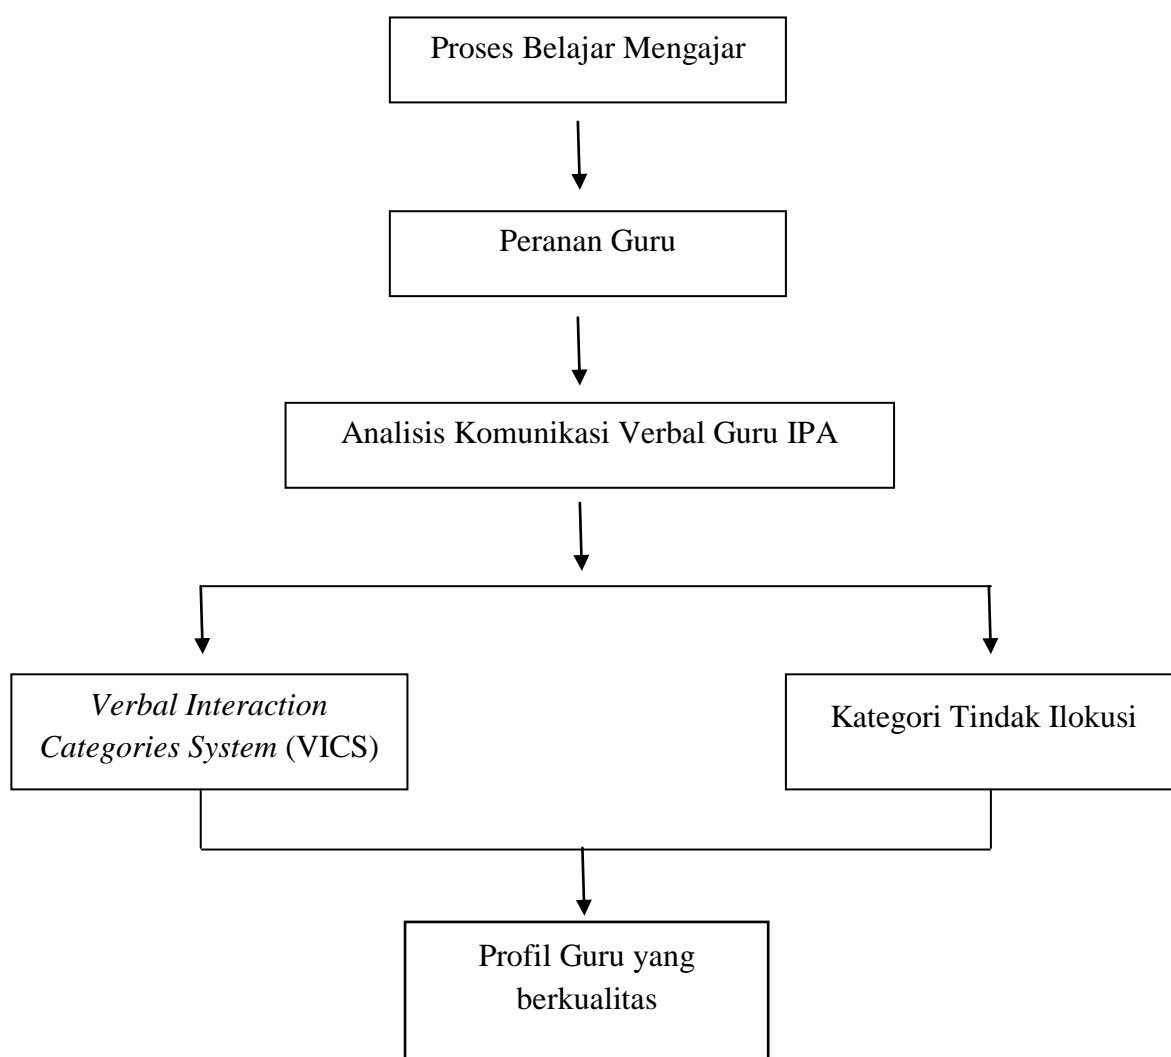 Proses Belajar Mengajar
Peranan Guru
Analisis Komunikasi Verbal Guru IPA
Verbal Interaction
Categories System (VICS)
Kategori Tindak Ilokusi
Profil Guru yang
berkualitas